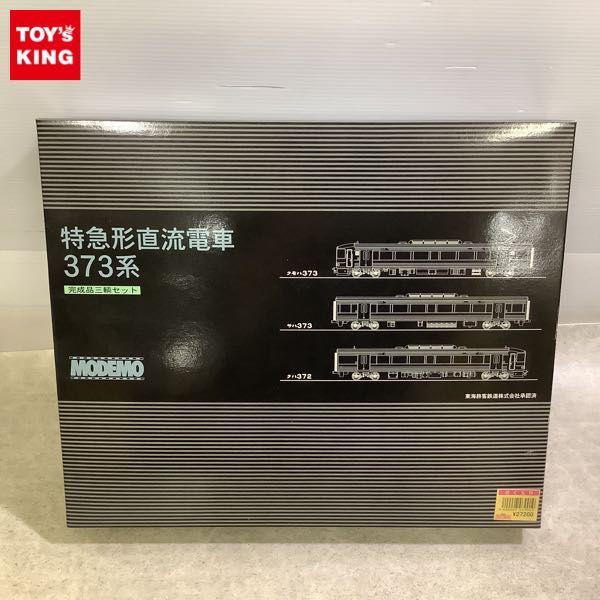 TOY's
KING
特急形直流電車
373系
完成品三輌セット
MODEMO
クモハ373
サハ373
クハ372
東海旅客鉄道株式会社承認済
¥27200